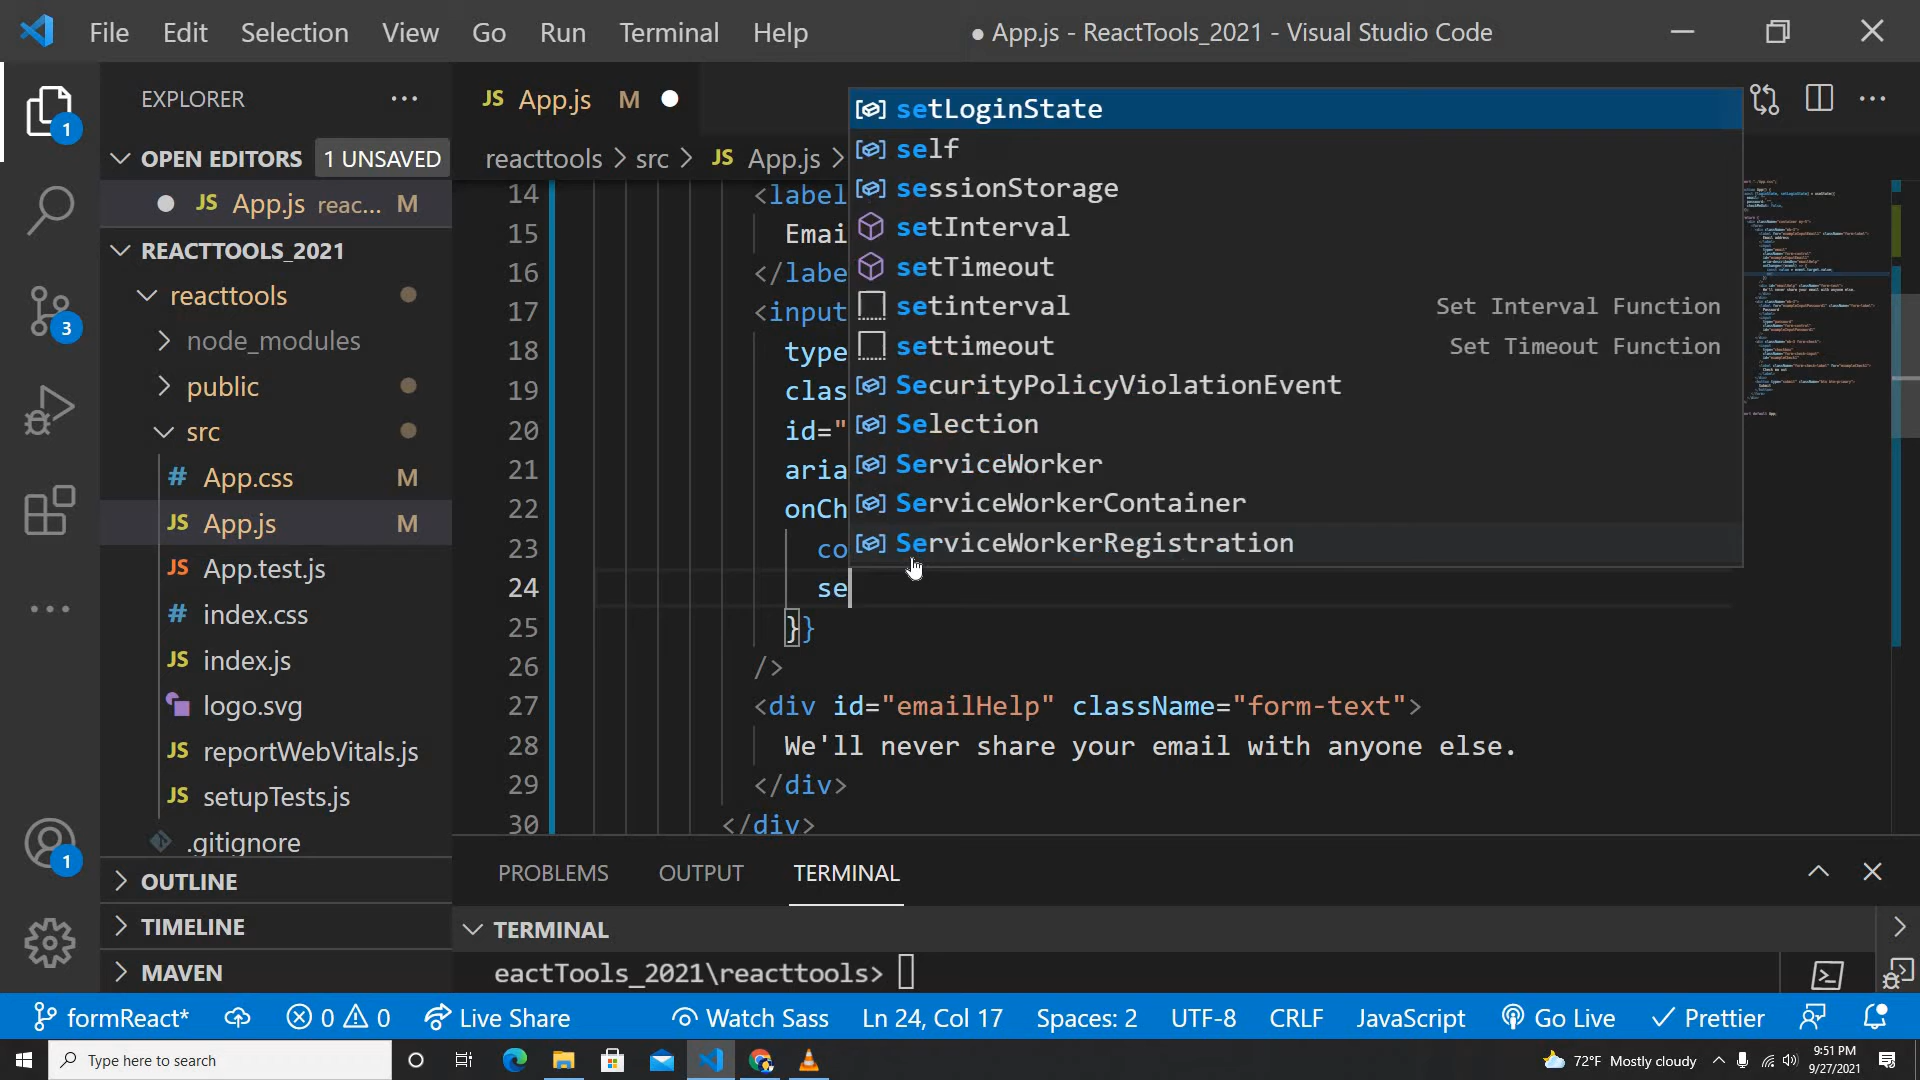 File Edit Selection View Go Run Terminal Help
● App.js - ReactTools_2021 - Visual Studio Code
EXPLORER
OPEN EDITORS 1 UNSAVED
JS App.js reac... M
REACTTOOLS_2021
reacttools
node_modules
public
src
# App.css M
JS App.js M
JS App.test.js
# index.css
JS index.js
logo.svg
JS reportWebVitals.js
JS setupTests.js
.gitignore
OUTLINE
TIMELINE
MAVEN
1
3
1
JS App.js M
reacttools > src > JS App.js >
14 <label
15 Emai
16 </labe
17 <input
18 type
19 clas
20 id="
21 aria
22 onCh
23 co
24 se
25 }}
26 />
27 <div id="emailHelp" className="form-text">
28 We'll never share your email with anyone else.
29 </div>
30 </div>
setLoginState
self
sessionStorage
setInterval
setTimeout
setinterval Set Interval Function
settimeout Set Timeout Function
SecurityPolicyViolationEvent
Selection
ServiceWorker
ServiceWorkerContainer
ServiceWorkerRegistration
PROBLEMS OUTPUT TERMINAL
TERMINAL
eactTools_2021\reacttools>
formReact* 0 0 Live Share Watch Sass Ln 24, Col 17 Spaces: 2 UTF-8 CRLF JavaScript Go Live Prettier
Type here to search
72°F Mostly cloudy
9:51 PM
9/27/2021